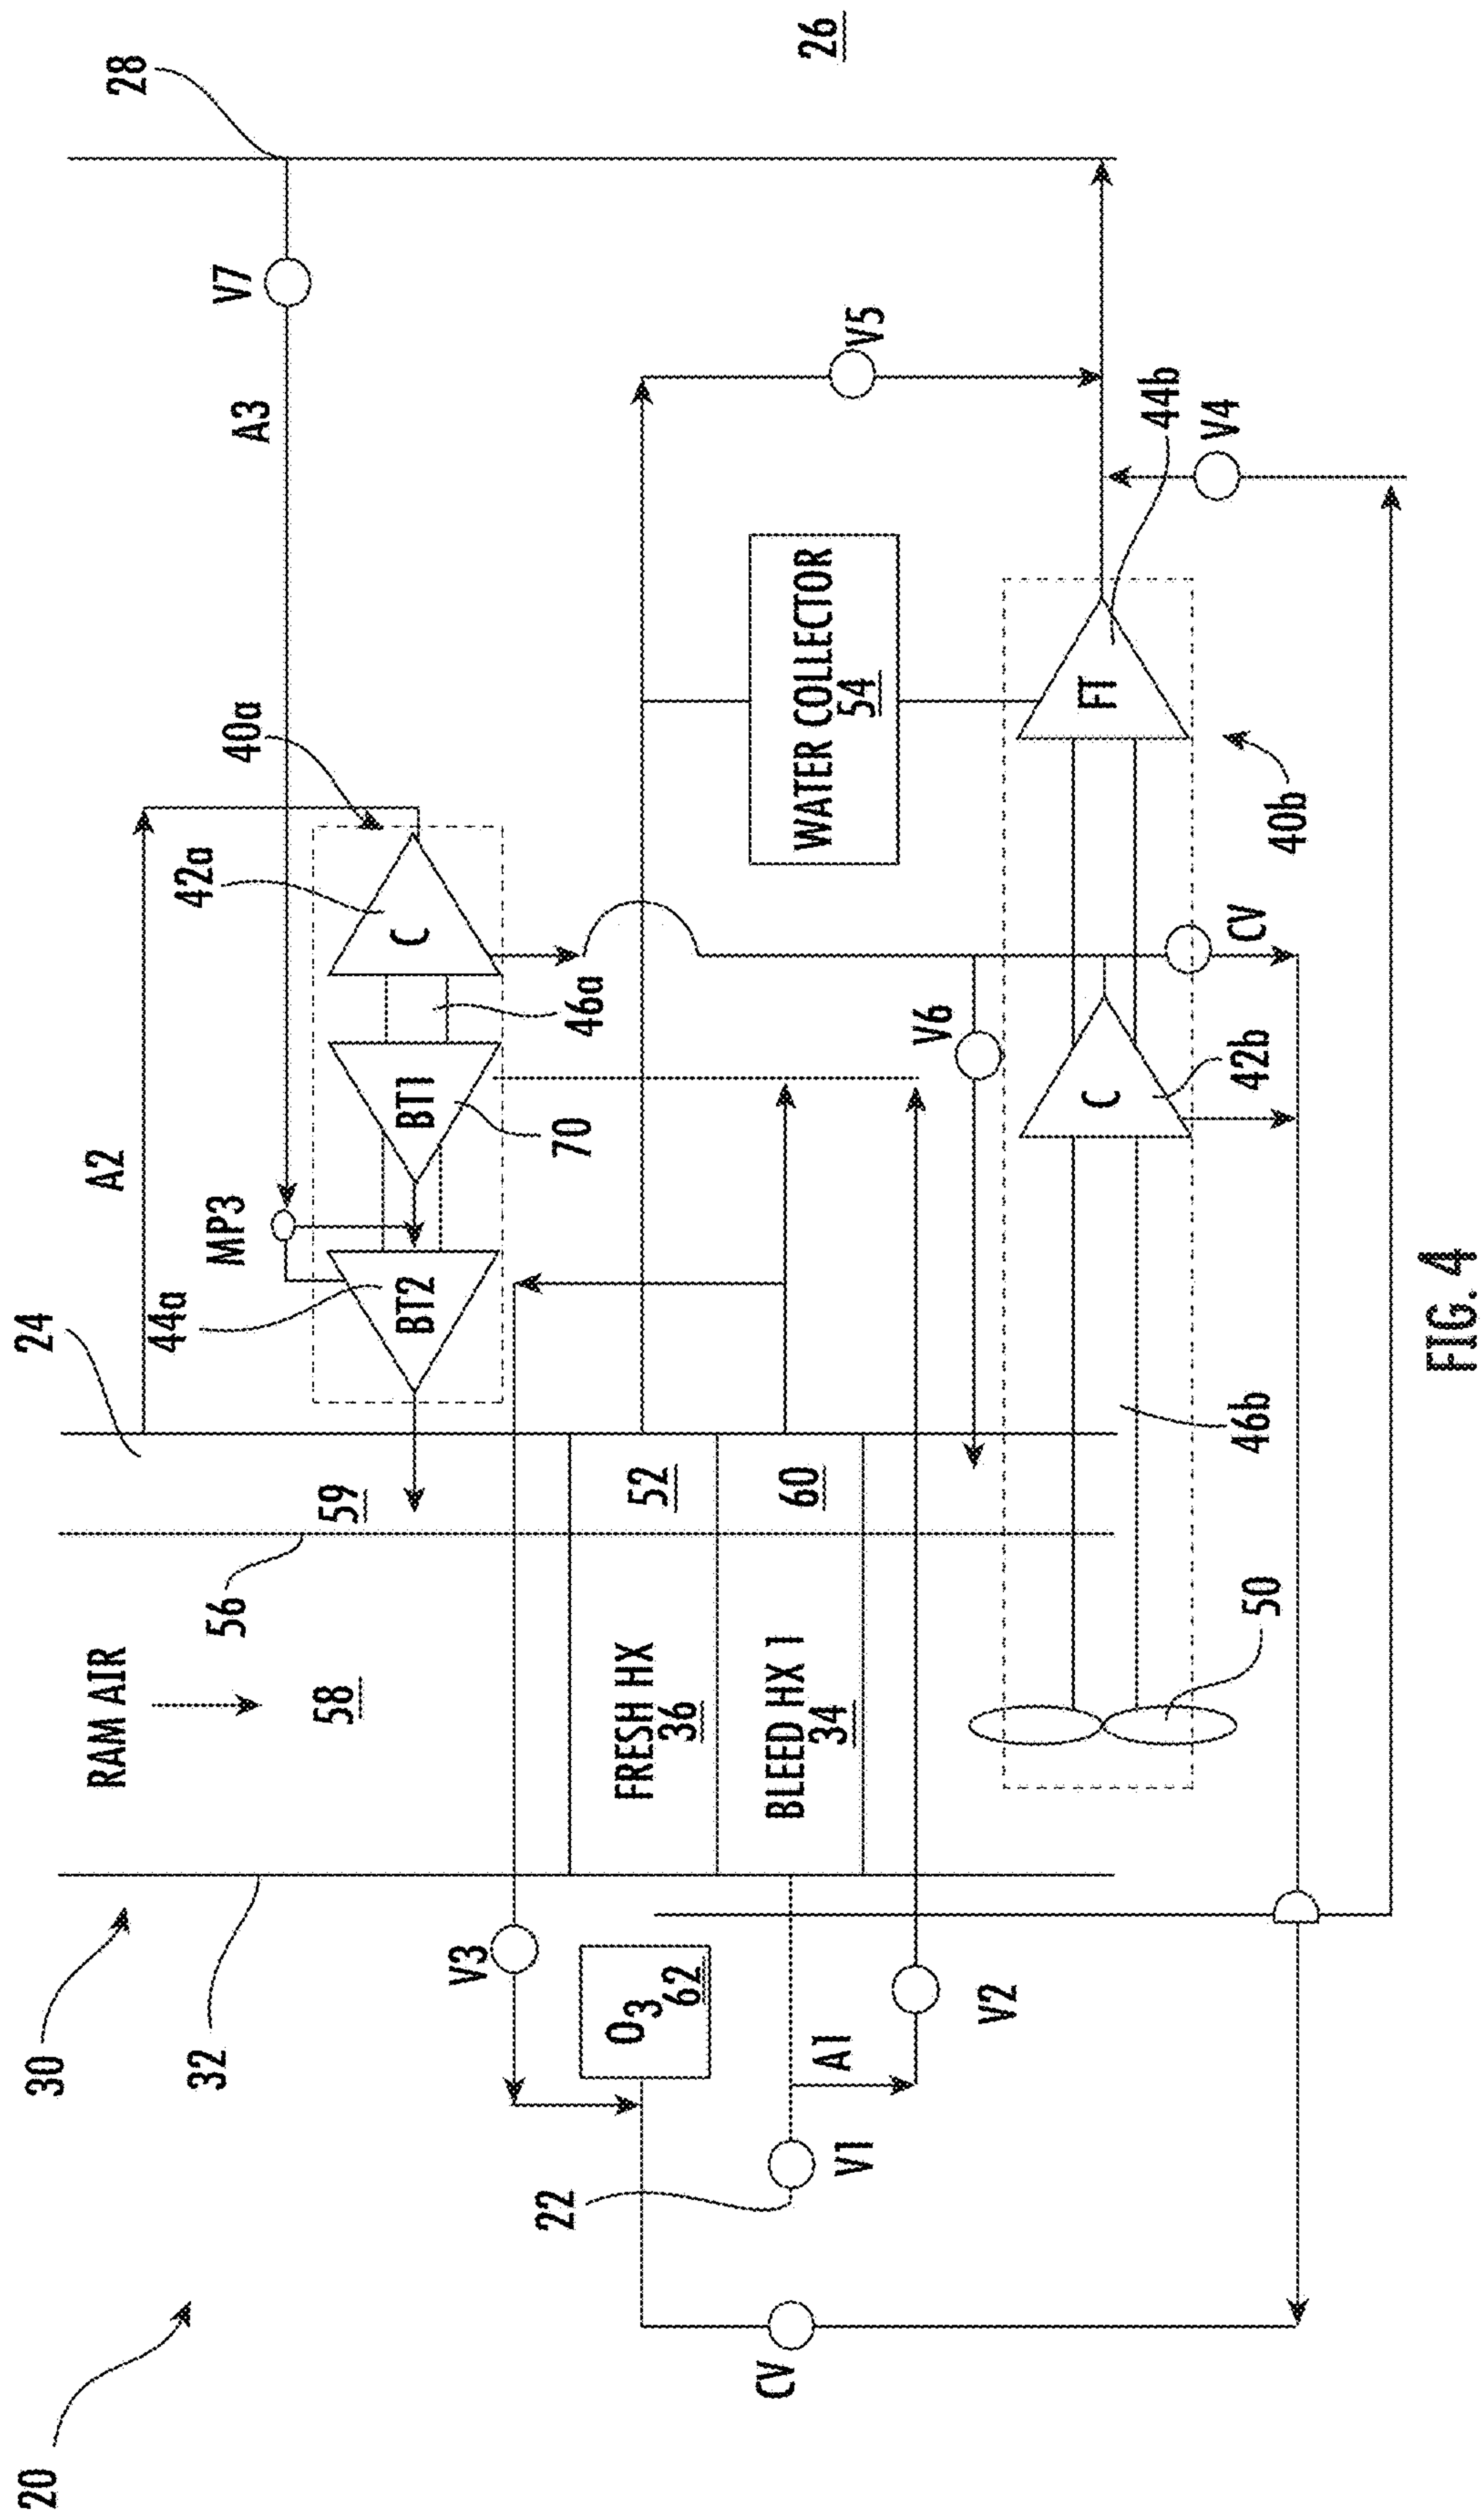 20
30
32
RAM AIR
58
56
59
24
A2
MP3
44a
BT2
BT1
70
46a
C
42a
40a
A3
V7
28
26
V3
O3
62
FRESH HX
36
52
BLEED HX 1
34
60
22
V1
A1
V2
CV
V6
WATER COLLECTOR
54
V5
50
46b
C
42b
CV
FT
44b
40b
V4
FIG. 4